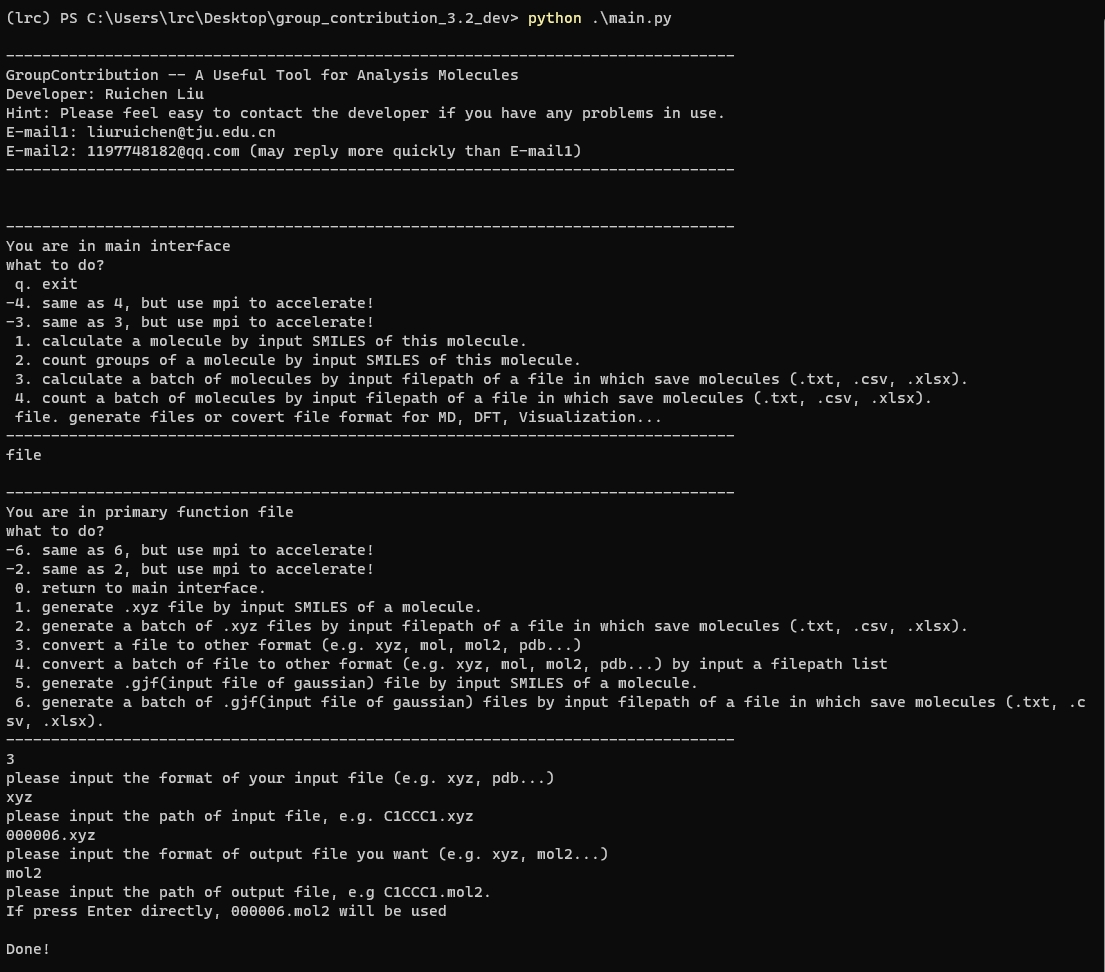 (lrc) PS C:\Users\lrc\Desktop\group_contribution_3.2_dev> python .\main.py
---------------------------------------------------------------------------------
GroupContribution -- A Useful Tool for Analysis Molecules
Developer: Ruichen Liu
Hint: Please feel easy to contact the developer if you have any problems in use.
E-mail1: liuruichen@tju.edu.cn
E-mail2: 1197748182@qq.com (may reply more quickly than E-mail1)
---------------------------------------------------------------------------------
---------------------------------------------------------------------------------
You are in main interface
what to do?
 q. exit
-4. same as 4, but use mpi to accelerate!
-3. same as 3, but use mpi to accelerate!
 1. calculate a molecule by input SMILES of this molecule.
 2. count groups of a molecule by input SMILES of this molecule.
 3. calculate a batch of molecules by input filepath of a file in which save molecules (.txt, .csv, .xlsx).
 4. count a batch of molecules by input filepath of a file in which save molecules (.txt, .csv, .xlsx).
 file. generate files or covert file format for MD, DFT, Visualization...
---------------------------------------------------------------------------------
file
---------------------------------------------------------------------------------
You are in primary function file
what to do?
-6. same as 6, but use mpi to accelerate!
-2. same as 2, but use mpi to accelerate!
 0. return to main interface.
 1. generate .xyz file by input SMILES of a molecule.
 2. generate a batch of .xyz files by input filepath of a file in which save molecules (.txt, .csv, .xlsx).
 3. convert a file to other format (e.g. xyz, mol, mol2, pdb...)
 4. convert a batch of file to other format (e.g. xyz, mol, mol2, pdb...) by input a filepath list
 5. generate .gjf(input file of gaussian) file by input SMILES of a molecule.
 6. generate a batch of .gjf(input file of gaussian) files by input filepath of a file in which save molecules (.txt, .c
sv, .xlsx).
---------------------------------------------------------------------------------
3
please input the format of your input file (e.g. xyz, pdb...)
xyz
please input the path of input file, e.g. C1CCC1.xyz
000006.xyz
please input the format of output file you want (e.g. xyz, mol2...)
mol2
please input the path of output file, e.g C1CCC1.mol2.
If press Enter directly, 000006.mol2 will be used
Done!